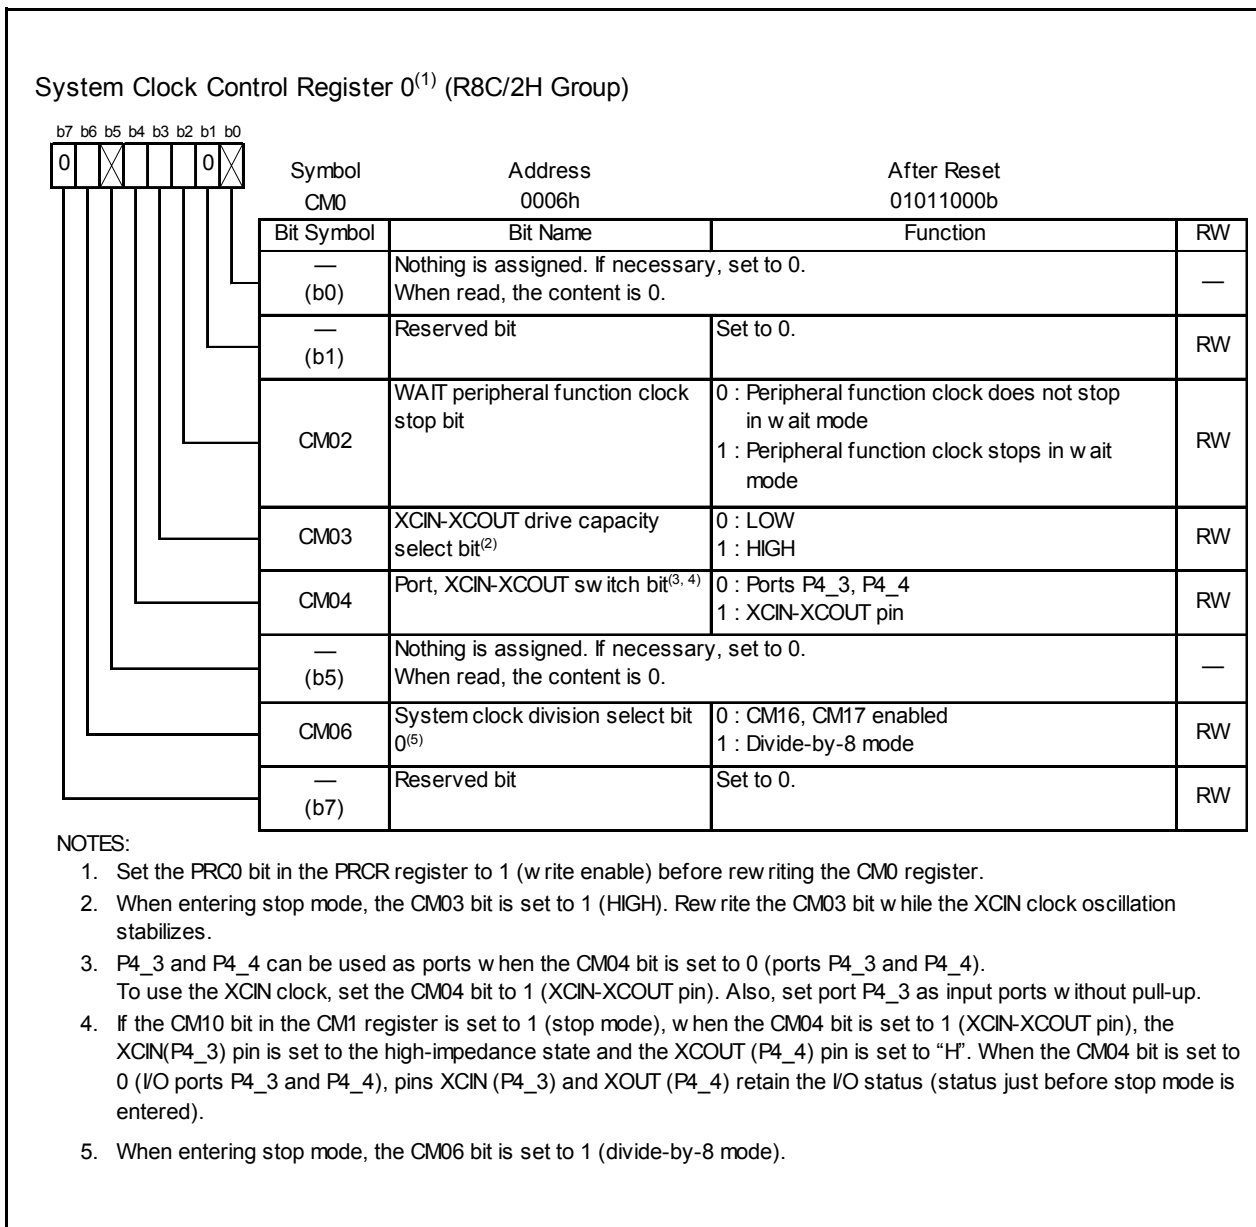 System Clock Control Register 0(1) (R8C/2H Group)
b7 b6 b5 b4 b3 b2 b1 b0
0 0
Symbol Address After Reset
CM0 0006h 01011000b
Bit Symbol Bit Name Function RW
—
(b0)
Nothing is assigned. If necessary, set to 0.
When read, the content is 0.
—
—
(b1)
Reserved bit
Set to 0.
RW
CM02
WAIT peripheral function clock
stop bit
0 : Peripheral function clock does not stop
in wait mode
1 : Peripheral function clock stops in wait
mode
RW
CM03
XCIN-XCOUT drive capacity
select bit(2)
0 : LOW
1 : HIGH
RW
CM04
Port, XCIN-XCOUT switch bit(3, 4)
0 : Ports P4_3, P4_4
1 : XCIN-XCOUT pin
RW
—
(b5)
Nothing is assigned. If necessary, set to 0.
When read, the content is 0.
—
CM06
System clock division select bit
0(5)
0 : CM16, CM17 enabled
1 : Divide-by-8 mode
RW
—
(b7)
Reserved bit
Set to 0.
RW
NOTES:
1. Set the PRC0 bit in the PRCR register to 1 (write enable) before rewriting the CM0 register.
2. When entering stop mode, the CM03 bit is set to 1 (HIGH). Rewrite the CM03 bit while the XCIN clock oscillation
stabilizes.
3. P4_3 and P4_4 can be used as ports when the CM04 bit is set to 0 (ports P4_3 and P4_4).
To use the XCIN clock, set the CM04 bit to 1 (XCIN-XCOUT pin). Also, set port P4_3 as input ports without pull-up.
4. If the CM10 bit in the CM1 register is set to 1 (stop mode), when the CM04 bit is set to 1 (XCIN-XCOUT pin), the
XCIN(P4_3) pin is set to the high-impedance state and the XCOUT (P4_4) pin is set to “H”. When the CM04 bit is set to
0 (I/O ports P4_3 and P4_4), pins XCIN (P4_3) and XOUT (P4_4) retain the I/O status (status just before stop mode is
entered).
5. When entering stop mode, the CM06 bit is set to 1 (divide-by-8 mode).